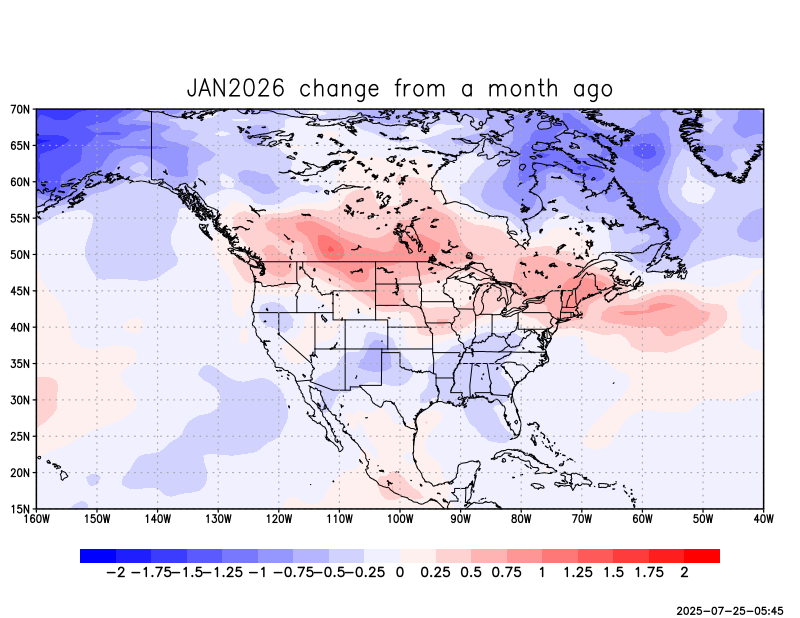 JAN2026 change from a month ago
70N
65N
60N
55N
50N
45N
40N
35N
30N
25N
20N
15N
160W 150W 140W 130W 120W 110W 100W 90W 80W 70W 60W 50W 40W
−2 −1.75 −1.5 −1.25 −1 −0.75 −0.5 −0.25 0 0.25 0.5 0.75 1 1.25 1.5 1.75 2
2025-07-25-05:45